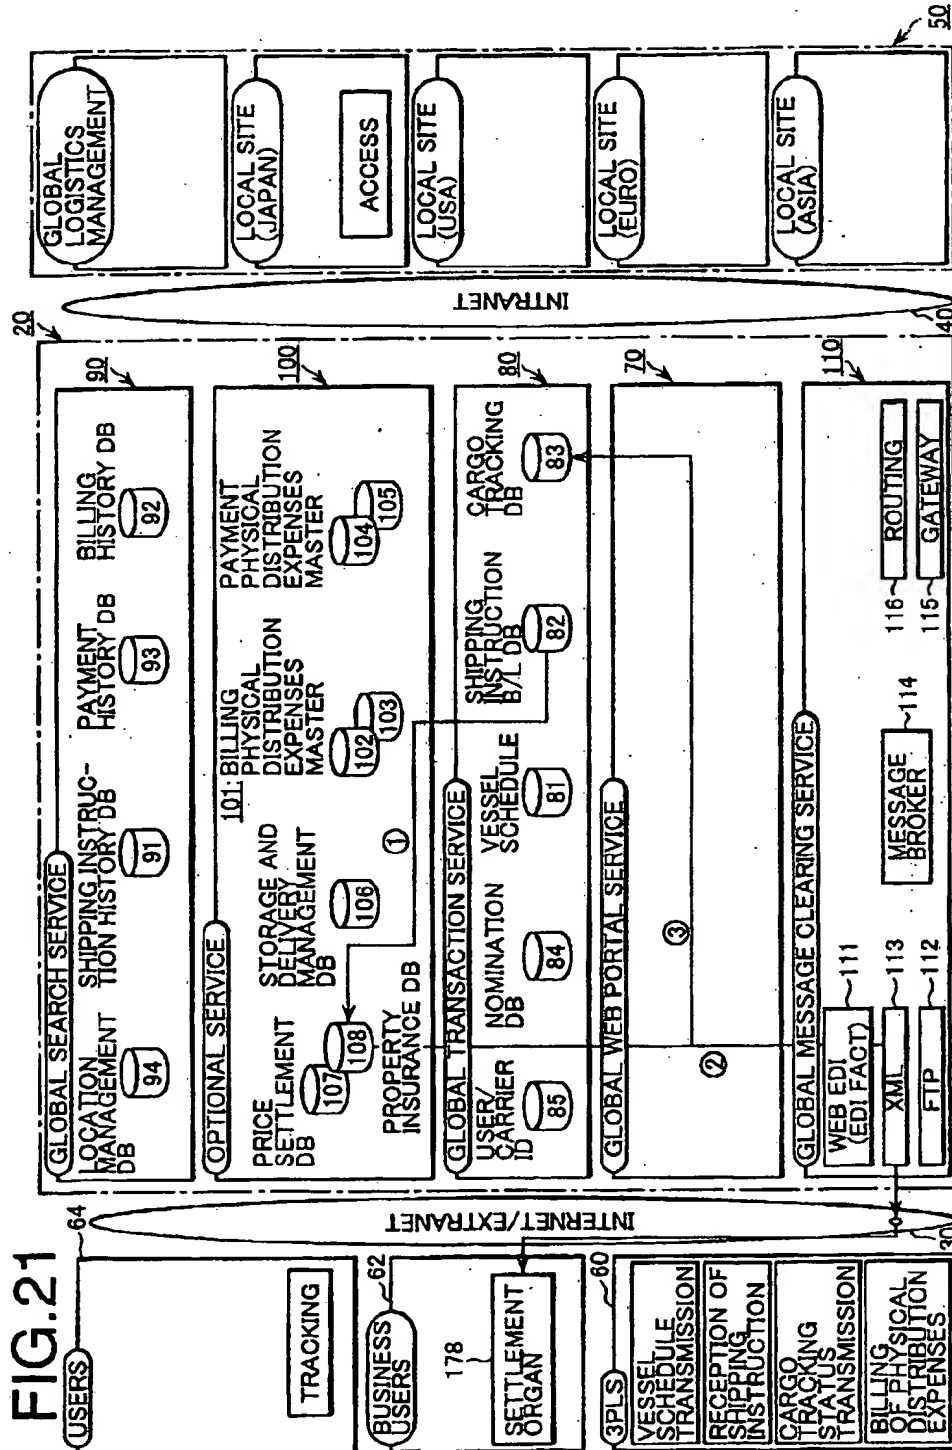 FIG.21
USERS
64
TRACKING
BUSINESS
USERS
62
178
SETTLEMENT
ORGAN
3PLS
60
VESSEL
SCHEDULE
TRANSMISSION
RECEPTION OF
SHIPPING
INSTRUCTION
CARGO
TRACKING
STATUS
TRANSMISSION
BILLING
OF PHYSICAL
DISTRIBUTION
EXPENSES
INTERNET/EXTRANET
30
20
GLOBAL SEARCH SERVICE
90
LOCATION
MANAGEMENT
DB
94
SHIPPING INSTRUC-
TION HISTORY DB
91
PAYMENT
HISTORY DB
93
BILLING
HISTORY DB
92
OPTIONAL SERVICE
100
PRICE
SETTLEMENT
DB
107
108
PROPERTY
INSURANCE DB
STORAGE AND
DELIVERY
MANAGEMENT
DB
106
①
101: BILLING
PHYSICAL
DISTRIBUTION
EXPENSES
MASTER
102
103
PAYMENT
PHYSICAL
DISTRIBUTION
EXPENSES
MASTER
104
105
GLOBAL TRANSACTION SERVICE
80
USER/
CARRIER
ID
85
NOMINATION
DB
84
VESSEL
SCHEDULE
81
SHIPPING
INSTRUCTION
B/L DB
82
CARGO
TRACKING
DB
83
GLOBAL WEB PORTAL SERVICE
70
②
③
GLOBAL MESSAGE CLEARING SERVICE
110
WEB EDI
(EDI FACT)
111
XML
113
FTP
112
MESSAGE
BROKER
114
116
ROUTING
115
GATEWAY
INTRANET
40
GLOBAL
LOGISTICS
MANAGEMENT
LOCAL SITE
(JAPAN)
ACCESS
LOCAL SITE
(USA)
LOCAL SITE
(EURO)
LOCAL SITE
(ASIA)
50